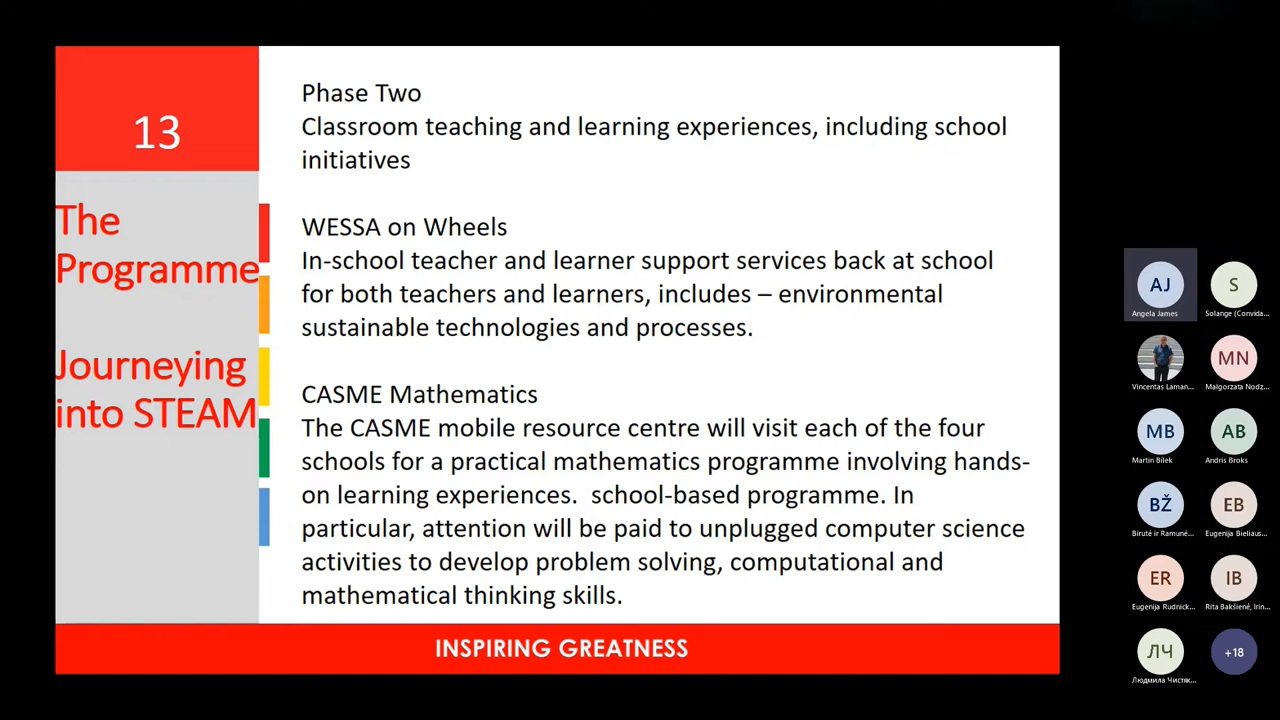 13
The
Programme
Journeying
into STEAM
Phase Two
Classroom teaching and learning experiences, including school
initiatives
WESSA on Wheels
In-school teacher and learner support services back at school
for both teachers and learners, includes – environmental
sustainable technologies and processes.
CASME Mathematics
The CASME mobile resource centre will visit each of the four
schools for a practical mathematics programme involving hands-
on learning experiences.  school-based programme. In
particular, attention will be paid to unplugged computer science
activities to develop problem solving, computational and
mathematical thinking skills.
INSPIRING GREATNESS
AJ
Angela James
S
Solange (Convida...
Vincentas Laman...
MN
Małgorzata Nodz...
MB
Martin Bílek
AB
Andris Broks
BŽ
Birutė ir Ramunė...
EB
Eugenija Bieliaus...
ER
Eugenija Rudnick...
IB
Rita Bakšienė, Irin...
ЛЧ
Людмила Чистяк...
+18